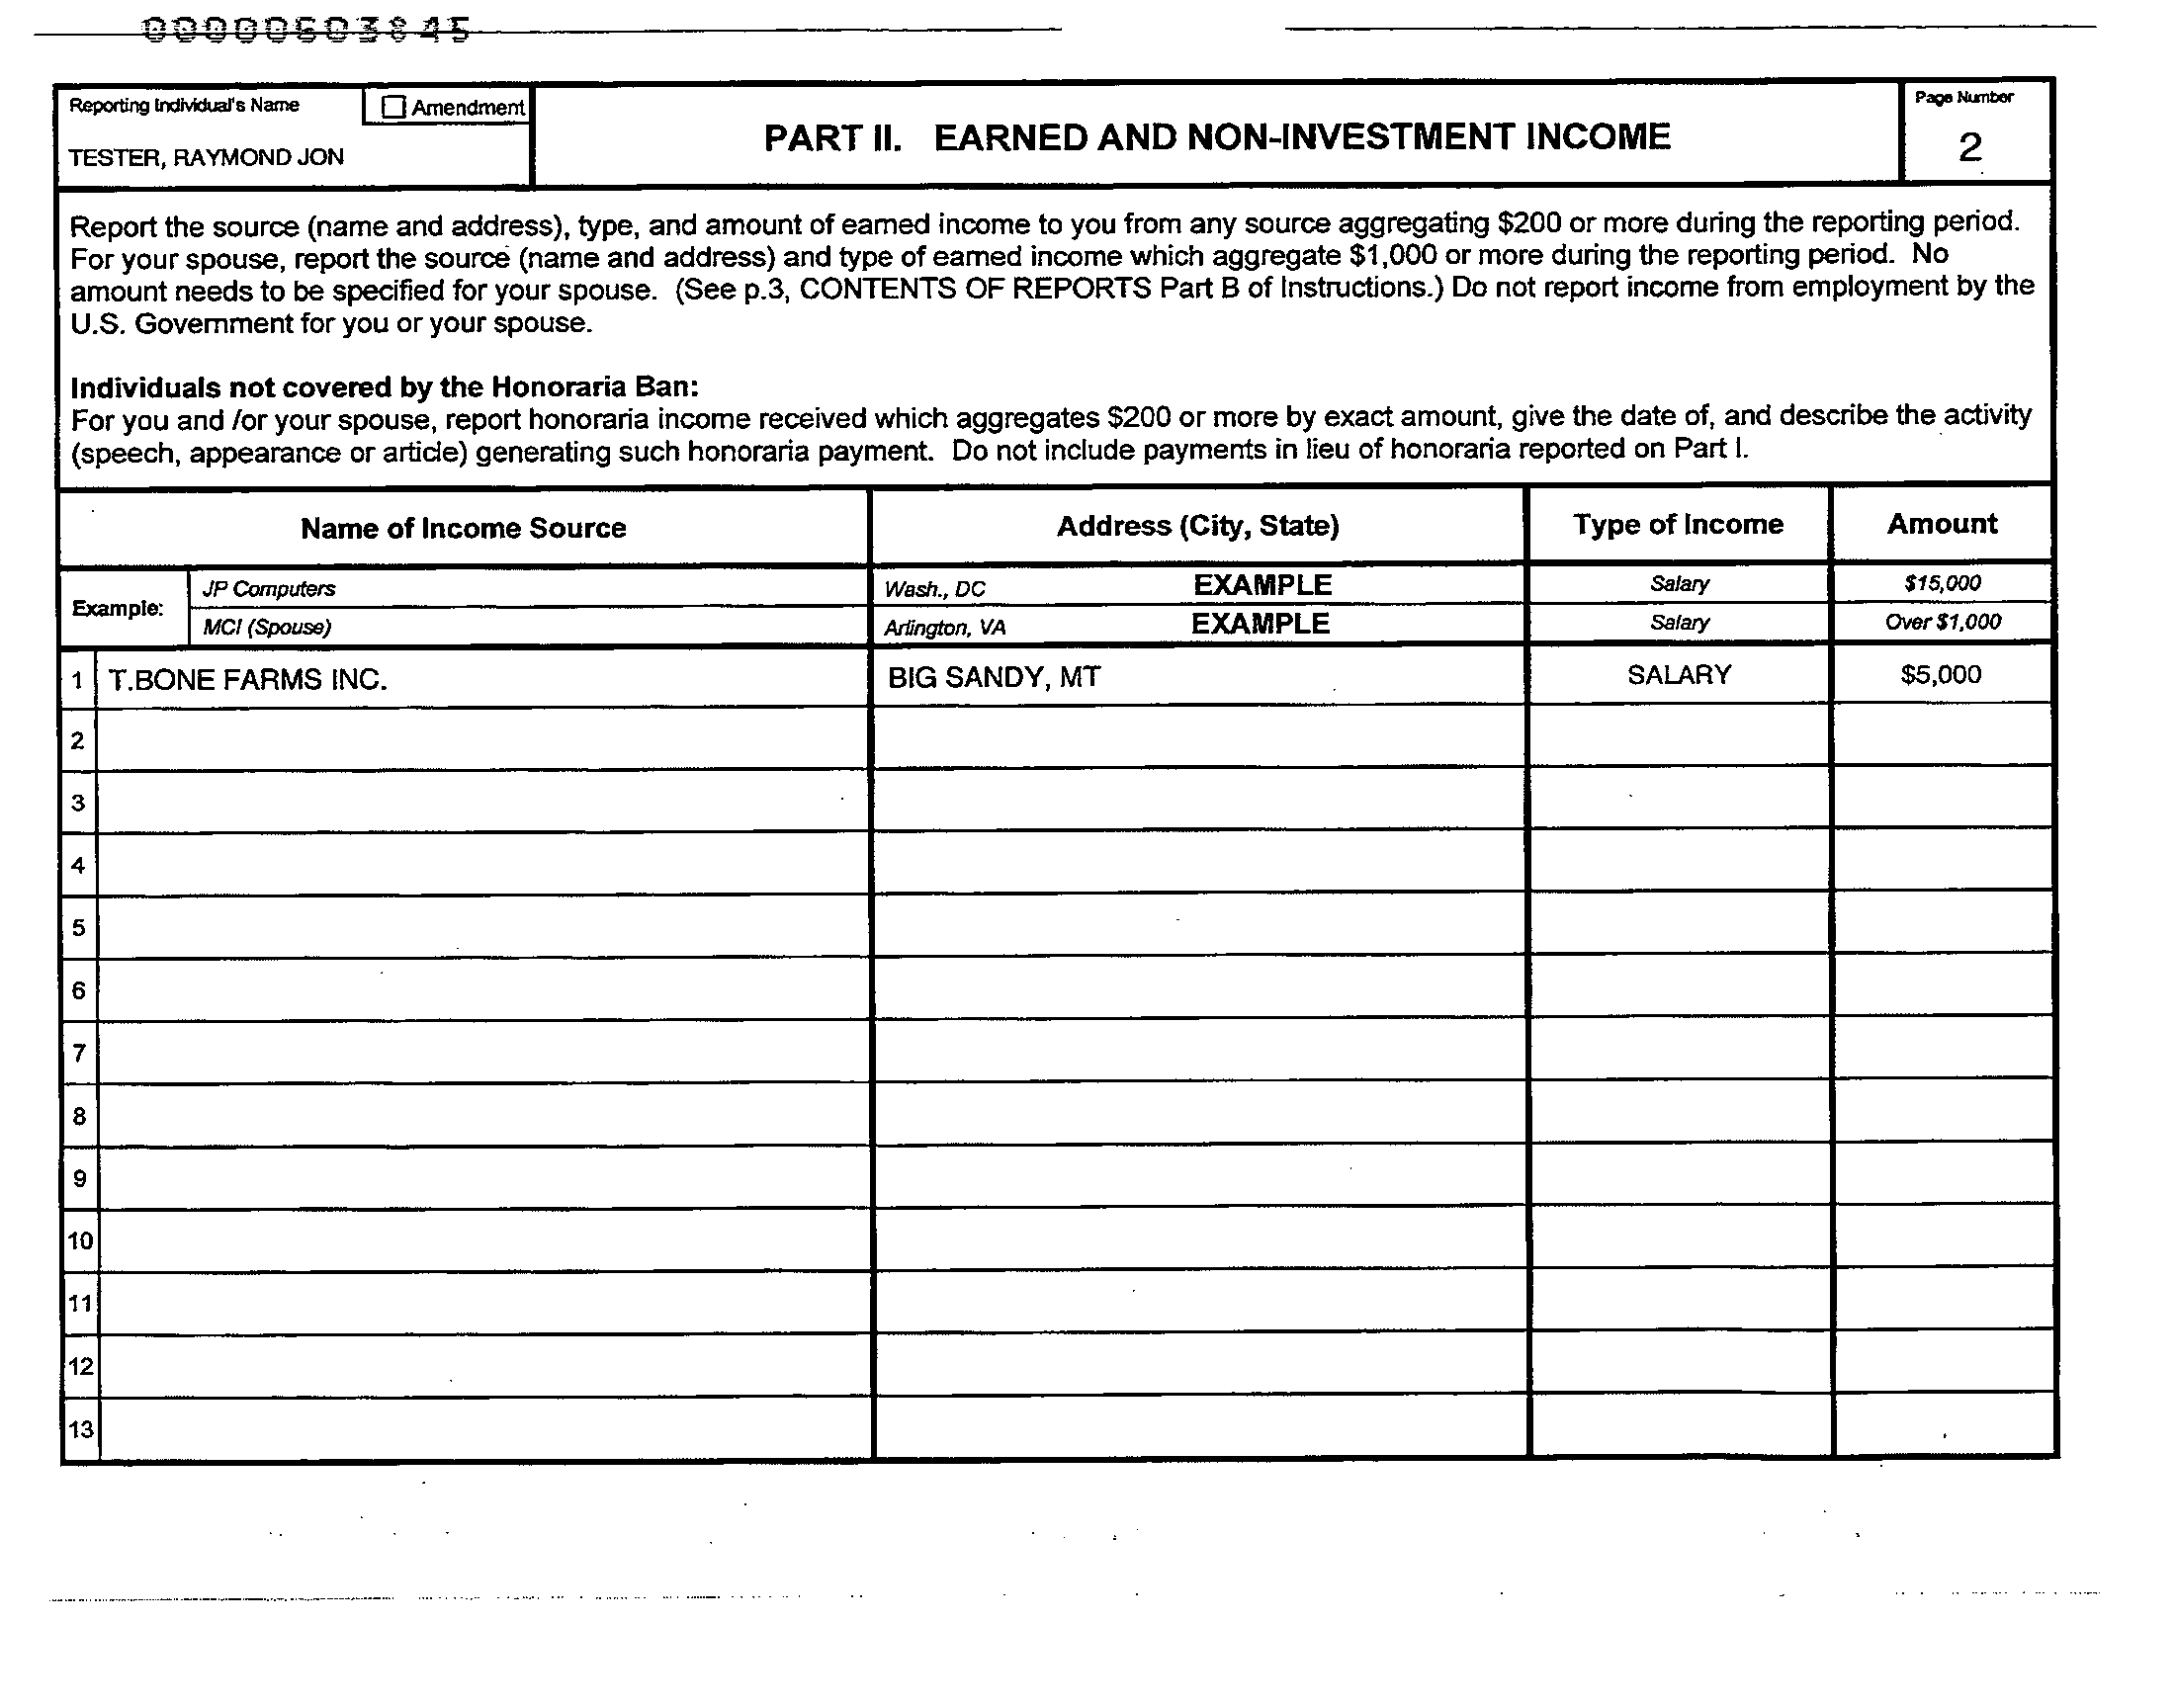 00000603845
Reporting Individual's Name
Amendment
TESTER, RAYMOND JON
PART II. EARNED AND NON-INVESTMENT INCOME
Page Number
2
Report the source (name and address), type, and amount of earned income to you from any source aggregating $200 or more during the reporting period.
For your spouse, report the source (name and address) and type of earned income which aggregate $1,000 or more during the reporting period. No
amount needs to be specified for your spouse. (See p.3, CONTENTS OF REPORTS Part B of Instructions.) Do not report income from employment by the
U.S. Government for you or your spouse.
Individuals not covered by the Honoraria Ban:
For you and /or your spouse, report honoraria income received which aggregates $200 or more by exact amount, give the date of, and describe the activity
(speech, appearance or article) generating such honoraria payment. Do not include payments in lieu of honoraria reported on Part I.
Name of Income Source Address (City, State) Type of Income Amount
Example:
JP Computers Wash., DC EXAMPLE Salary $15,000
MCI (Spouse) Arlington, VA EXAMPLE Salary Over $1,000
1 T.BONE FARMS INC. BIG SANDY, MT SALARY $5,000
2
3
4
5
6
7
8
9
10
11
12
13